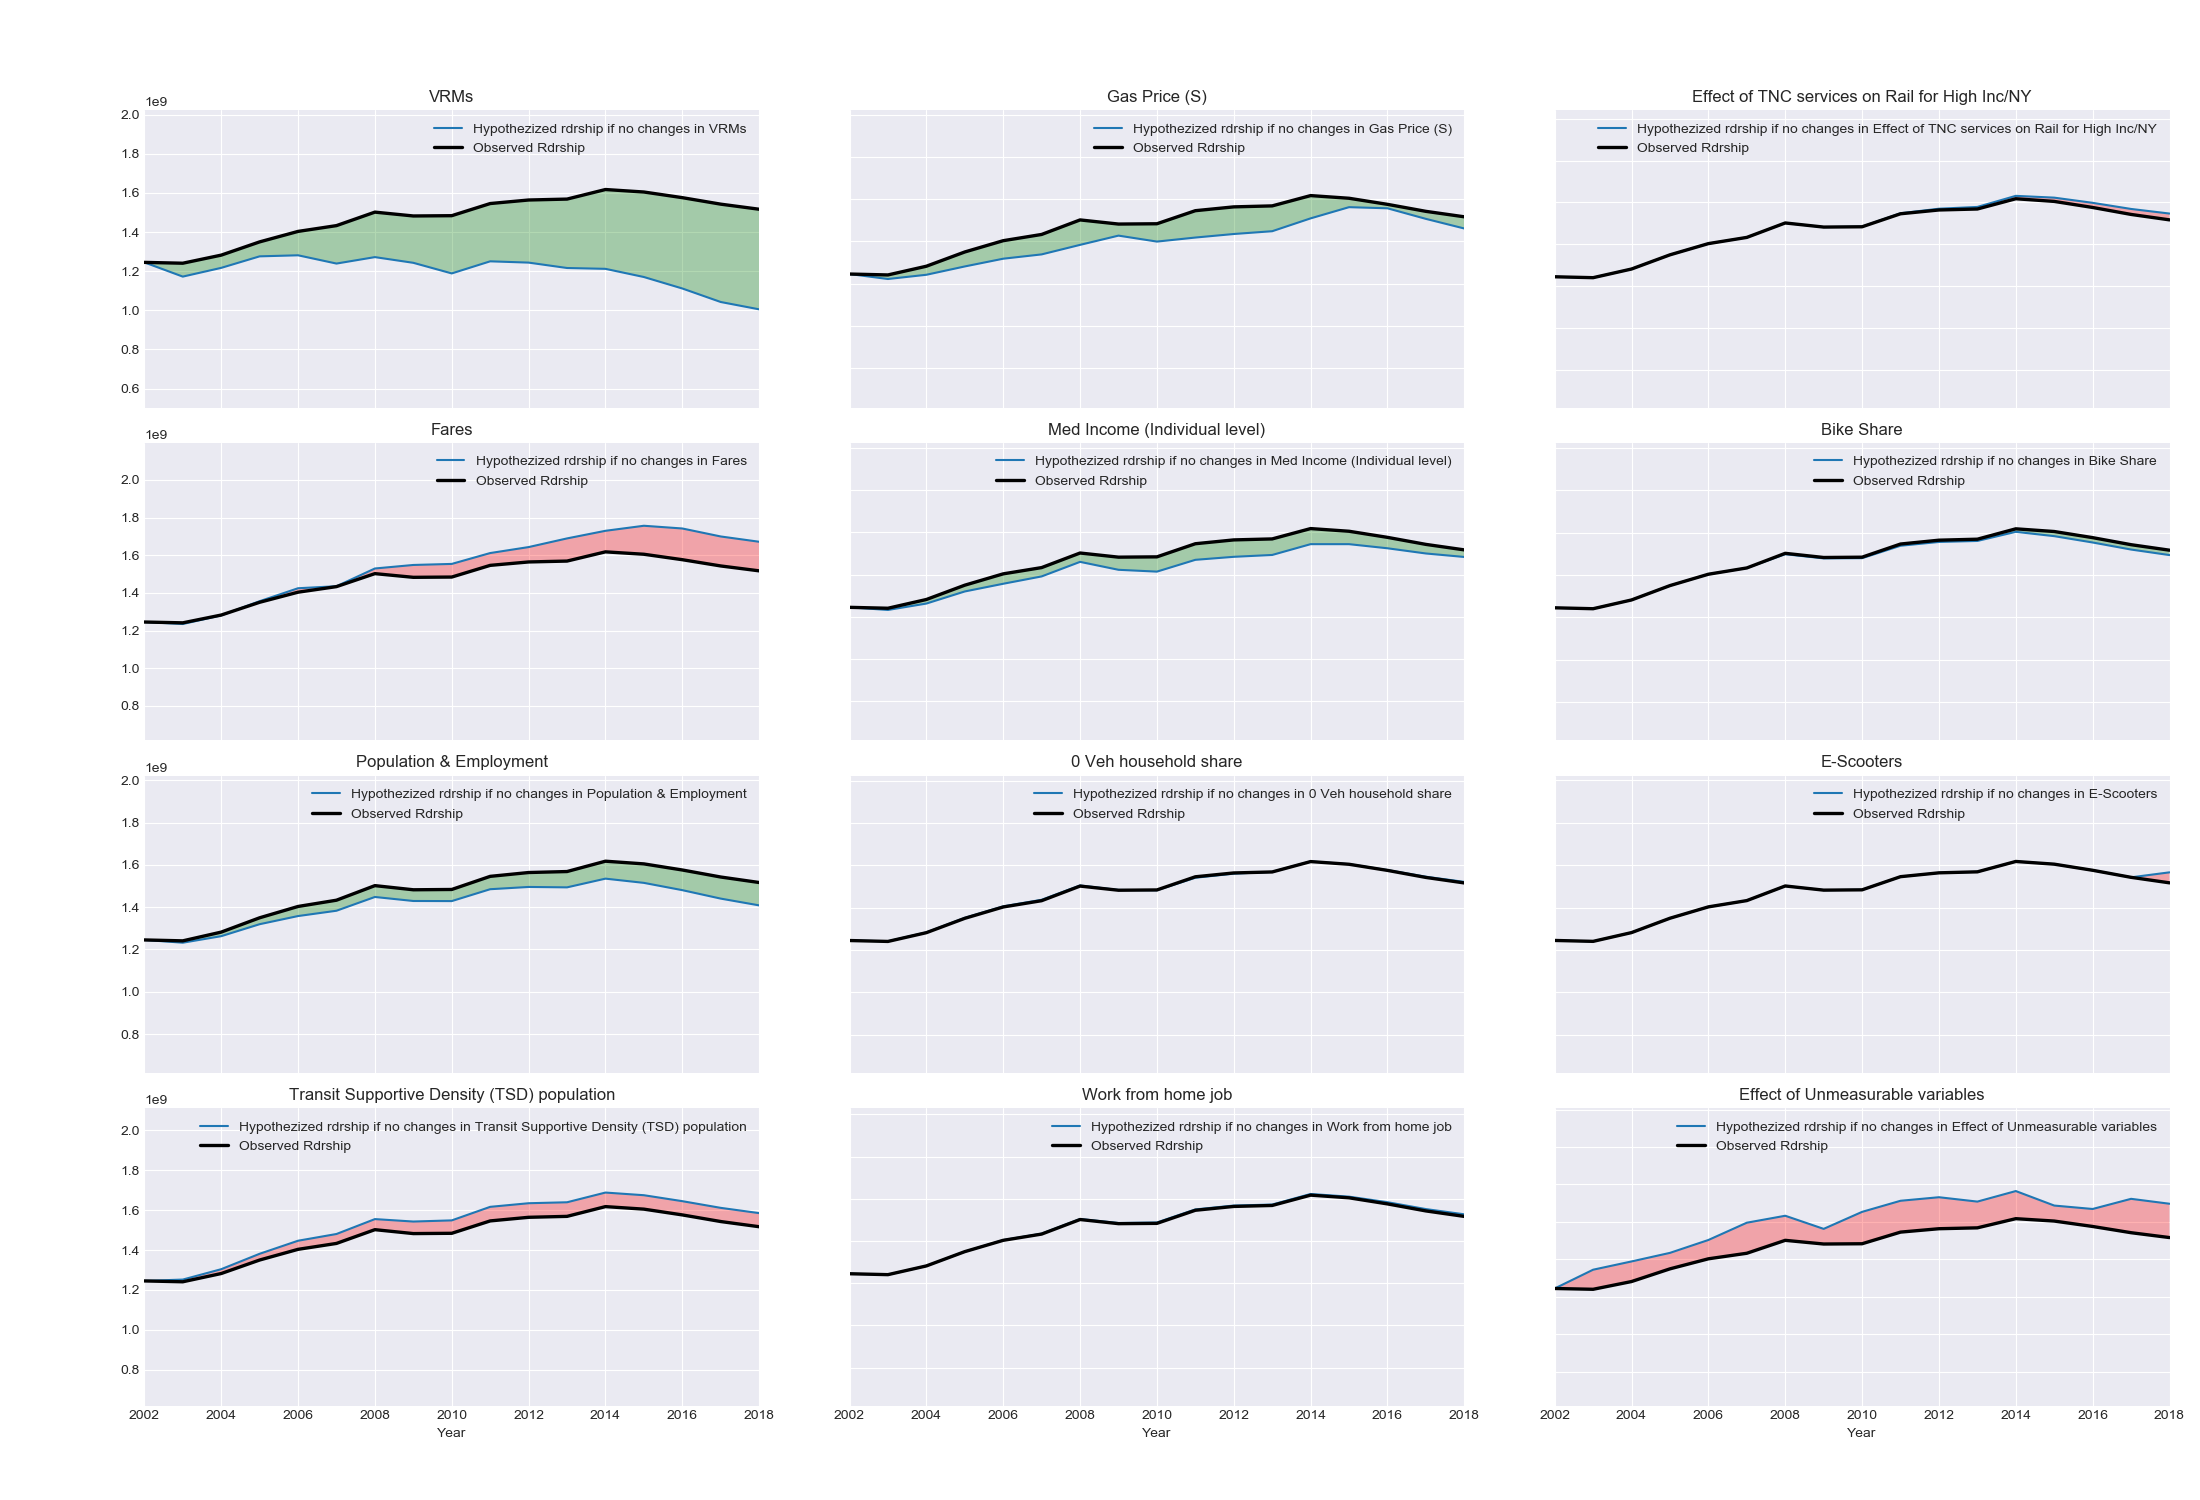 VRMs
1e9
Hypothezized rdrship if no changes in VRMs
Observed Rdrship
2.0
1.8
1.6
1.4
1.2
1.0
0.8
0.6
Gas Price (S)
Hypothezized rdrship if no changes in Gas Price (S)
Observed Rdrship
Effect of TNC services on Rail for High Inc/NY
Hypothezized rdrship if no changes in Effect of TNC services on Rail for High Inc/NY
Observed Rdrship
Fares
1e9
Hypothezized rdrship if no changes in Fares
Observed Rdrship
2.0
1.8
1.6
1.4
1.2
1.0
0.8
Med Income (Individual level)
Hypothezized rdrship if no changes in Med Income (Individual level)
Observed Rdrship
Bike Share
Hypothezized rdrship if no changes in Bike Share
Observed Rdrship
Population & Employment
1e9
Hypothezized rdrship if no changes in Population & Employment
Observed Rdrship
2.0
1.8
1.6
1.4
1.2
1.0
0.8
0 Veh household share
Hypothezized rdrship if no changes in 0 Veh household share
Observed Rdrship
E-Scooters
Hypothezized rdrship if no changes in E-Scooters
Observed Rdrship
Transit Supportive Density (TSD) population
1e9
Hypothezized rdrship if no changes in Transit Supportive Density (TSD) population
Observed Rdrship
2.0
1.8
1.6
1.4
1.2
1.0
0.8
2002 2004 2006 2008 2010 2012 2014 2016 2018
Year
Work from home job
Hypothezized rdrship if no changes in Work from home job
Observed Rdrship
2002 2004 2006 2008 2010 2012 2014 2016 2018
Year
Effect of Unmeasurable variables
Hypothezized rdrship if no changes in Effect of Unmeasurable variables
Observed Rdrship
2002 2004 2006 2008 2010 2012 2014 2016 2018
Year